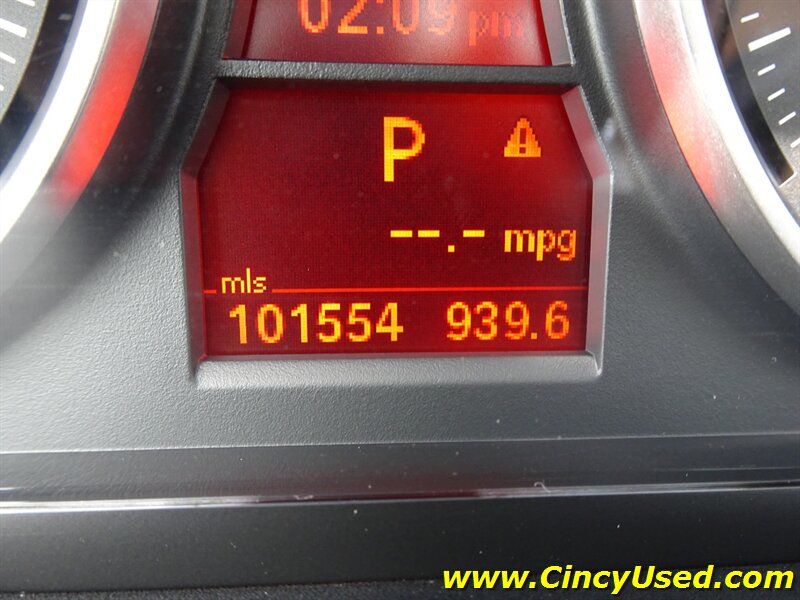 02:09 pm
P
--.- mpg
mls
101554 939.6
www.CincyUsed.com